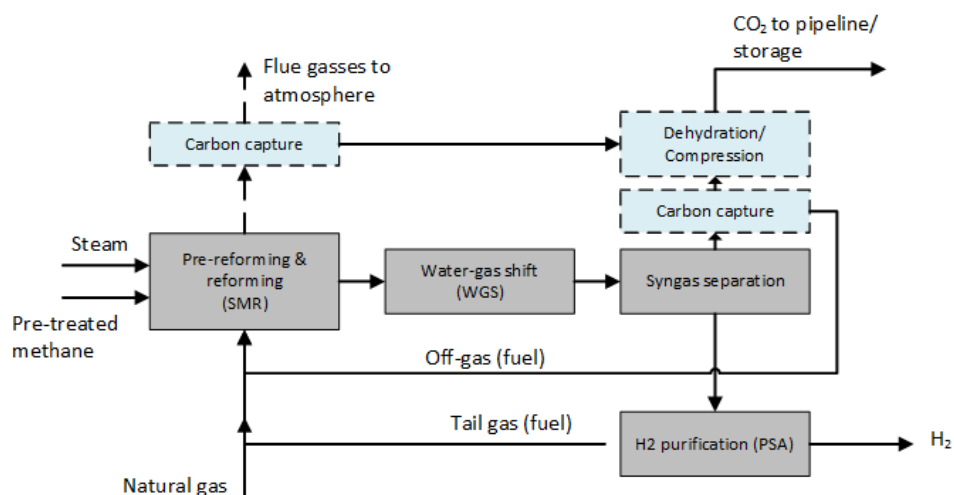 CO₂ to pipeline/
storage
Flue gasses to
atmosphere
Carbon capture
Dehydration/
Compression
Carbon capture
Steam
Pre-reforming &
reforming
(SMR)
Water-gas shift
(WGS)
Syngas separation
Pre-treated
methane
Off-gas (fuel)
Tail gas (fuel)
H2 purification (PSA)
H₂
Natural gas